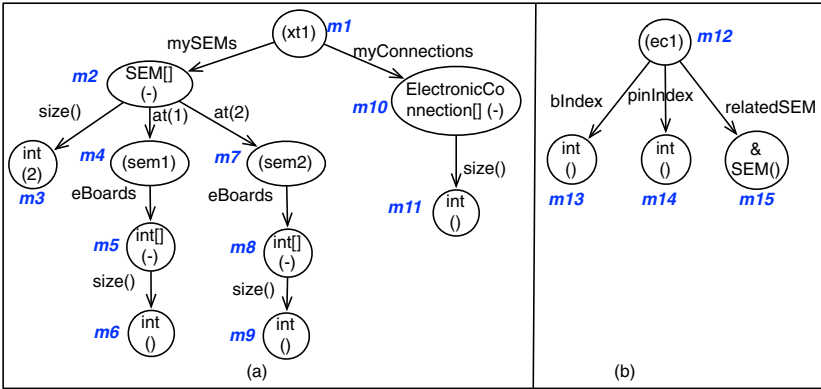 (xt1) m1
(ec1) m12
mySEMs
myConnections
m2
SEM[]
(-)
m10
ElectronicCo
nnection[] (-)
size()
at(1)
at(2)
bIndex
pinIndex
relatedSEM
int
(2)
m3
m4
(sem1)
m7
(sem2)
size()
int
()
m13
int
()
m14
&
SEM()
m15
eBoards
eBoards
m11
int
()
m5
int[]
(-)
m8
int[]
(-)
size()
size()
m6
int
()
m9
int
()
(a)
(b)